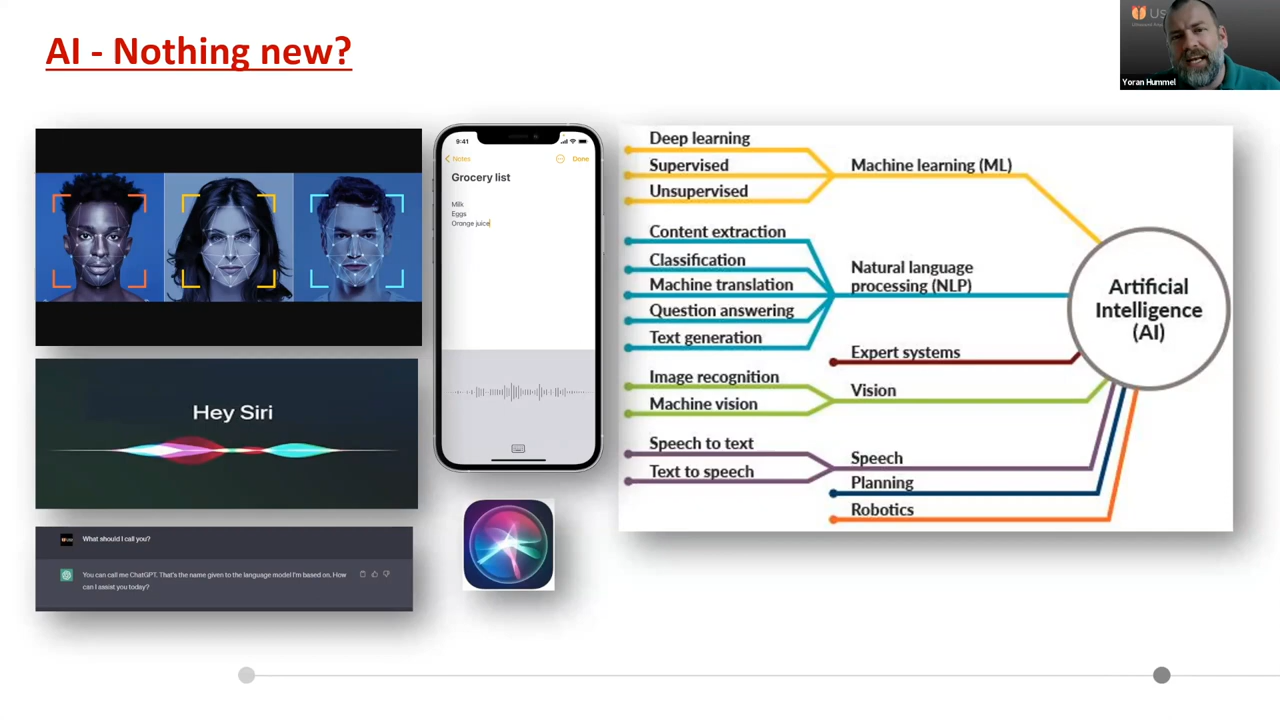 AI - Nothing new?
Us
Yoran Hummel
9:41
Notes
Done
Grocery list
Milk
Eggs
Orange juice
Hey Siri
What should I call you?
You can call me ChatGPT. That's the name given to the language model I'm based on. How
can I assist you today?
Deep learning
Supervised
Unsupervised
Machine learning (ML)
Content extraction
Classification
Machine translation
Question answering
Text generation
Natural language
processing (NLP)
Expert systems
Image recognition
Machine vision
Vision
Speech to text
Text to speech
Speech
Planning
Robotics
Artificial
Intelligence
(AI)